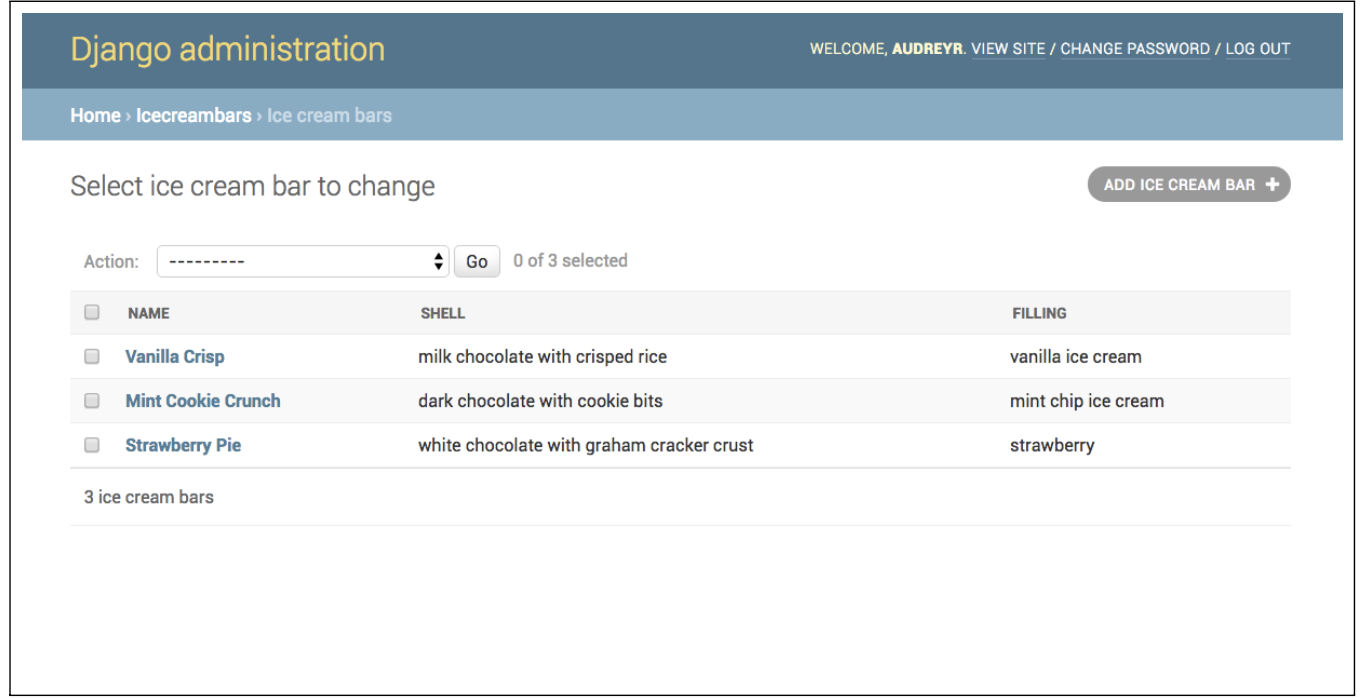 Django administration
WELCOME, AUDREYR. VIEW SITE / CHANGE PASSWORD / LOG OUT
Home › Icecreambars › Ice cream bars
Select ice cream bar to change
ADD ICE CREAM BAR +
Action: --------- Go 0 of 3 selected
NAME SHELL FILLING
Vanilla Crisp milk chocolate with crisped rice vanilla ice cream
Mint Cookie Crunch dark chocolate with cookie bits mint chip ice cream
Strawberry Pie white chocolate with graham cracker crust strawberry
3 ice cream bars